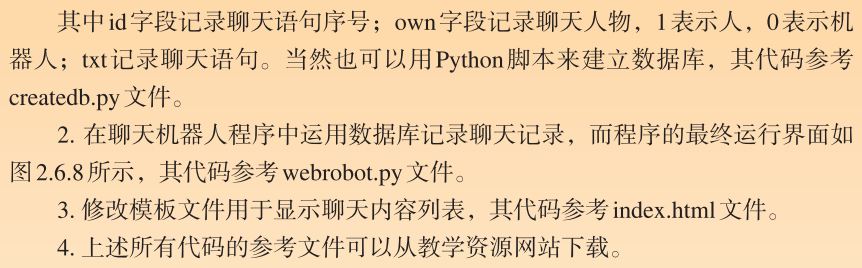 其中id字段记录聊天语句序号；own字段记录聊天人物，1表示人，0表示机
器人；txt记录聊天语句。当然也可以用Python脚本来建立数据库，其代码参考
createdb.py文件。
2. 在聊天机器人程序中运用数据库记录聊天记录，而程序的最终运行界面如
图2.6.8所示，其代码参考webrobot.py文件。
3. 修改模板文件用于显示聊天内容列表，其代码参考index.html文件。
4. 上述所有代码的参考文件可以从教学资源网站下载。